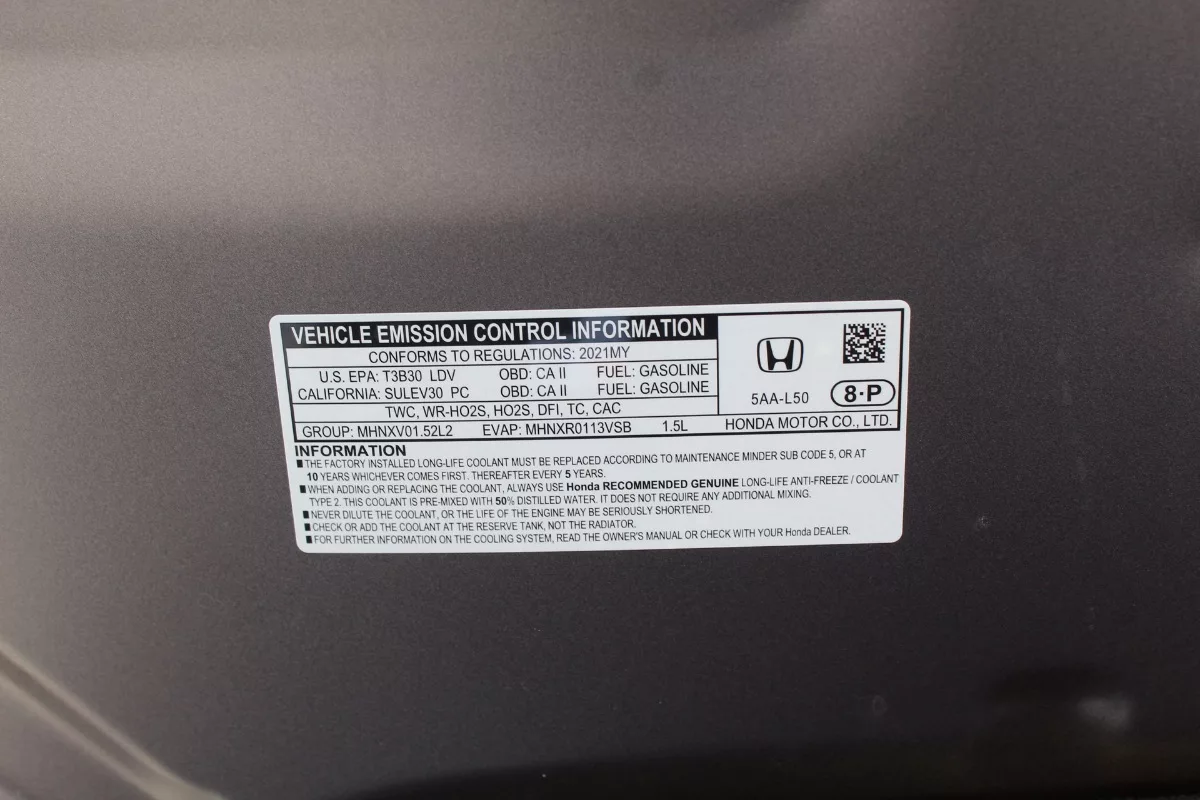 VEHICLE EMISSION CONTROL INFORMATION
CONFORMS TO REGULATIONS: 2021MY
U.S. EPA: T3B30 LDV OBD: CA II FUEL: GASOLINE
CALIFORNIA: SULEV30 PC OBD: CA II FUEL: GASOLINE
TWC, WR-HO2S, HO2S, DFI, TC, CAC
GROUP: MHNXV01.52L2 EVAP: MHNXR0113VSB 1.5L
5AA-L50 8·P
HONDA MOTOR CO., LTD.
INFORMATION
■THE FACTORY INSTALLED LONG-LIFE COOLANT MUST BE REPLACED ACCORDING TO MAINTENANCE MINDER SUB CODE 5, OR AT
10 YEARS WHICHEVER COMES FIRST. THEREAFTER EVERY 5 YEARS.
■WHEN ADDING OR REPLACING THE COOLANT, ALWAYS USE Honda RECOMMENDED GENUINE LONG-LIFE ANTI-FREEZE / COOLANT
TYPE 2. THIS COOLANT IS PRE-MIXED WITH 50% DISTILLED WATER. IT DOES NOT REQUIRE ANY ADDITIONAL MIXING.
■NEVER DILUTE THE COOLANT, OR THE LIFE OF THE ENGINE MAY BE SERIOUSLY SHORTENED.
■CHECK OR ADD THE COOLANT AT THE RESERVE TANK, NOT THE RADIATOR.
■FOR FURTHER INFORMATION ON THE COOLING SYSTEM, READ THE OWNER'S MANUAL OR CHECK WITH YOUR Honda DEALER.